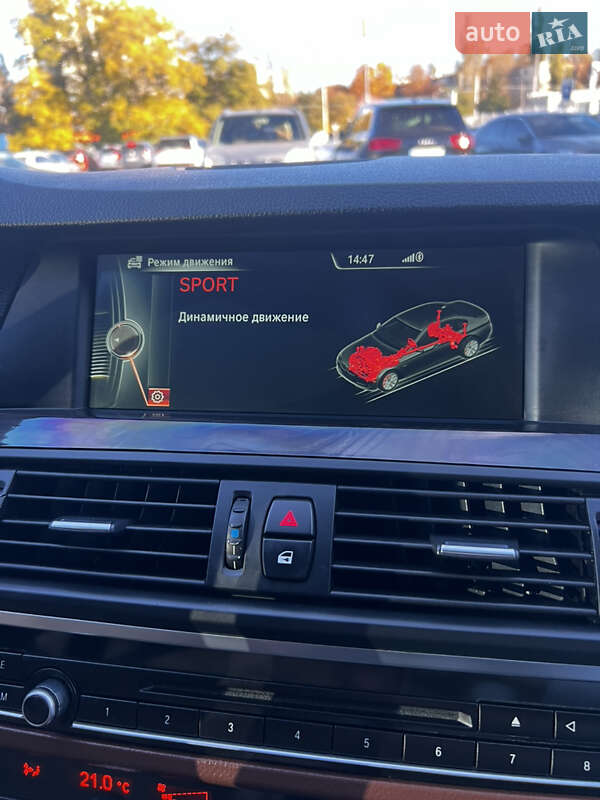 auto RIA
.com
Режим движения 14:47
SPORT
Динамичное движение
1 2 3 4 5 6 7 8
21.0 °C